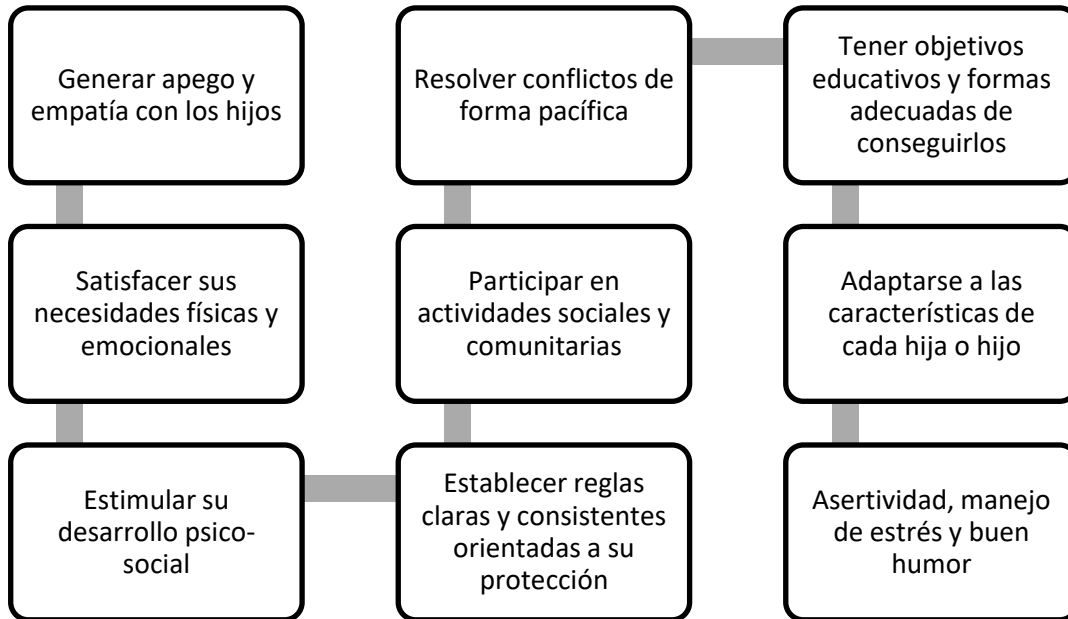 Generar apego y
empatía con los hijos
Satisfacer sus
necesidades físicas y
emocionales
Estimular su
desarrollo psico-
social
Establecer reglas
claras y consistentes
orientadas a su
protección
Participar en
actividades sociales y
comunitarias
Resolver conflictos de
forma pacífica
Tener objetivos
educativos y formas
adecuadas de
conseguirlos
Adaptarse a las
características de
cada hija o hijo
Asertividad, manejo
de estrés y buen
humor